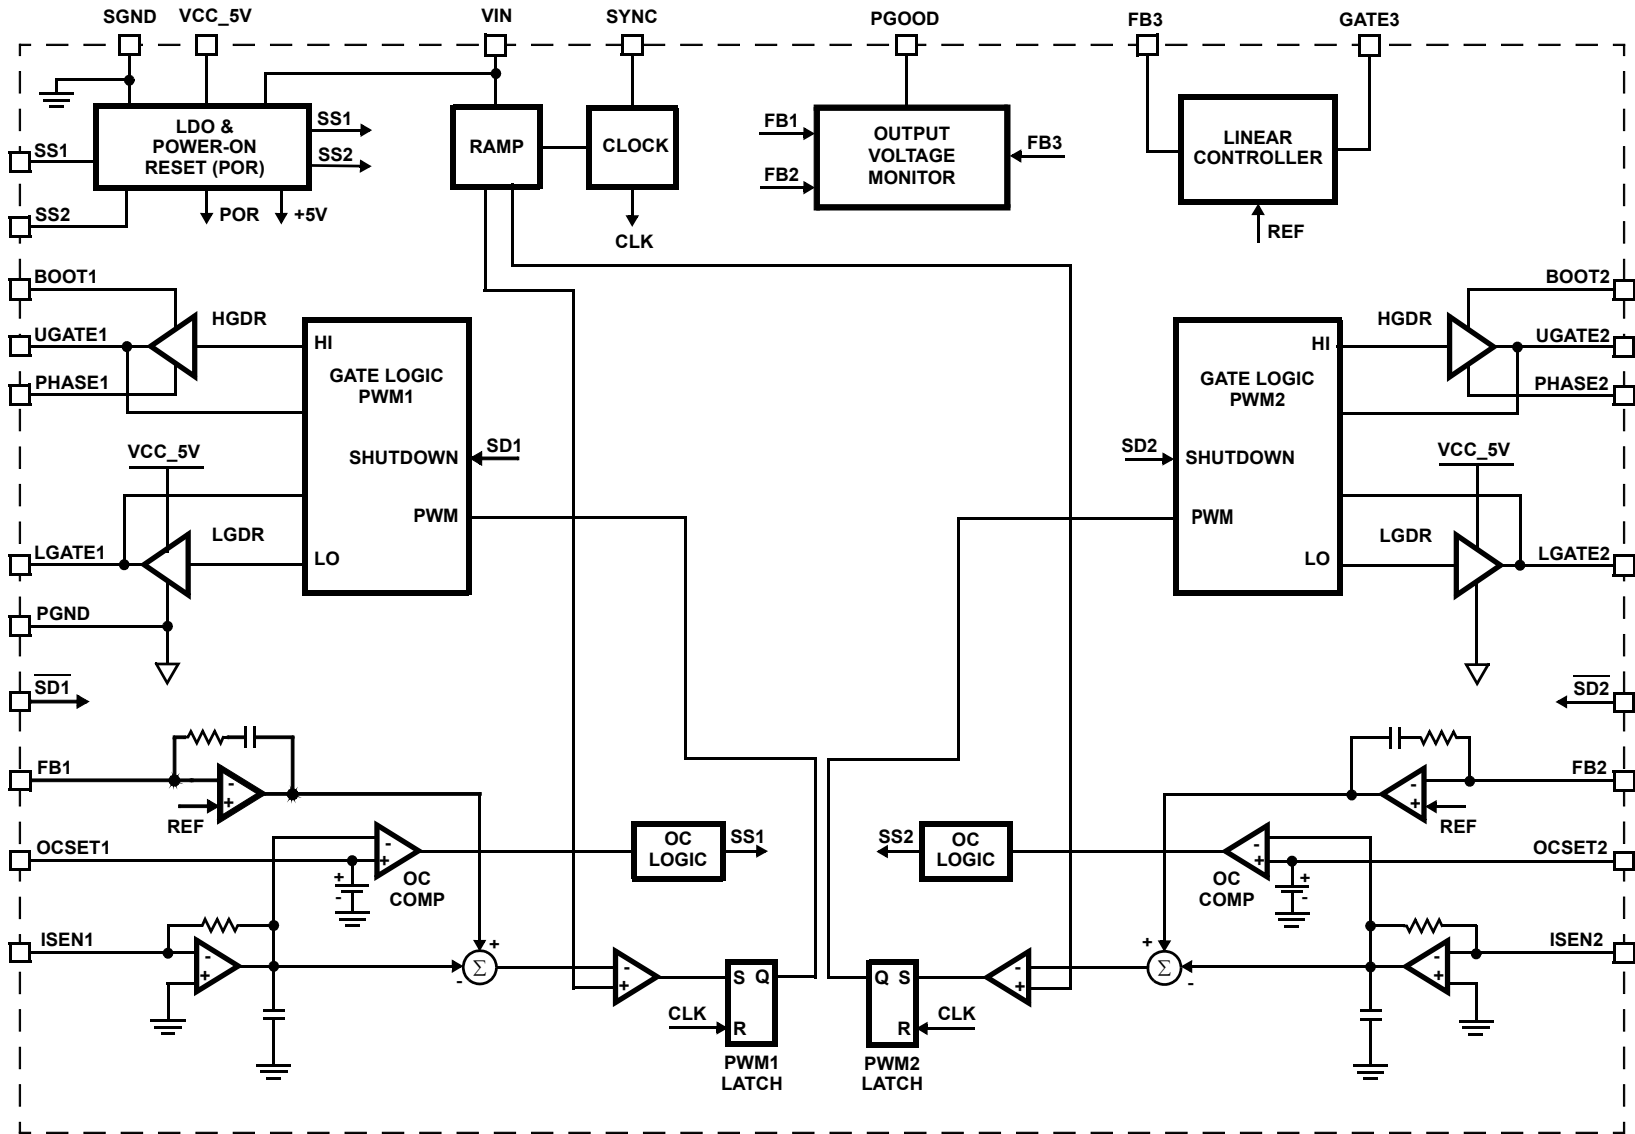 SGND VCC_5V VIN SYNC PGOOD FB3 GATE3
SS1
SS2
LDO &
POWER-ON
RESET (POR)
SS1
SS2
POR +5V
RAMP
CLOCK
CLK
FB1
FB2
OUTPUT
VOLTAGE
MONITOR
FB3
LINEAR
CONTROLLER
REF
BOOT1
UGATE1
PHASE1
HGDR
HI
GATE LOGIC
PWM1
SHUTDOWN
SD1
PWM
LO
VCC_5V
LGDR
LGATE1
PGND
SD1
FB1
-
+
REF
OCSET1
-
+
+
-
OC
COMP
OC
LOGIC
SS1
ISEN1
-
+
+
Σ
-
-
+
S Q
R
CLK
PWM1
LATCH
BOOT2
UGATE2
PHASE2
HGDR
HI
GATE LOGIC
PWM2
SD2
SHUTDOWN
PWM
LO
VCC_5V
LGDR
LGATE2
SD2
FB2
-
+
REF
OCSET2
-
+
+
-
OC
COMP
SS2
OC
LOGIC
ISEN2
-
+
+
Σ
-
-
+
Q S
R
CLK
PWM2
LATCH